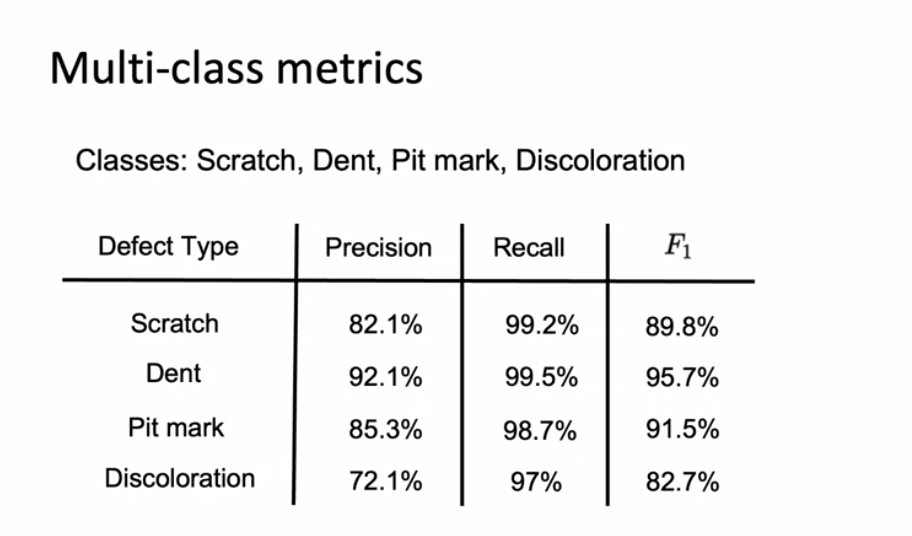 Multi-class metrics
Classes: Scratch, Dent, Pit mark, Discoloration
Defect Type Precision Recall F₁
Scratch 82.1% 99.2% 89.8%
Dent 92.1% 99.5% 95.7%
Pit mark 85.3% 98.7% 91.5%
Discoloration 72.1% 97% 82.7%